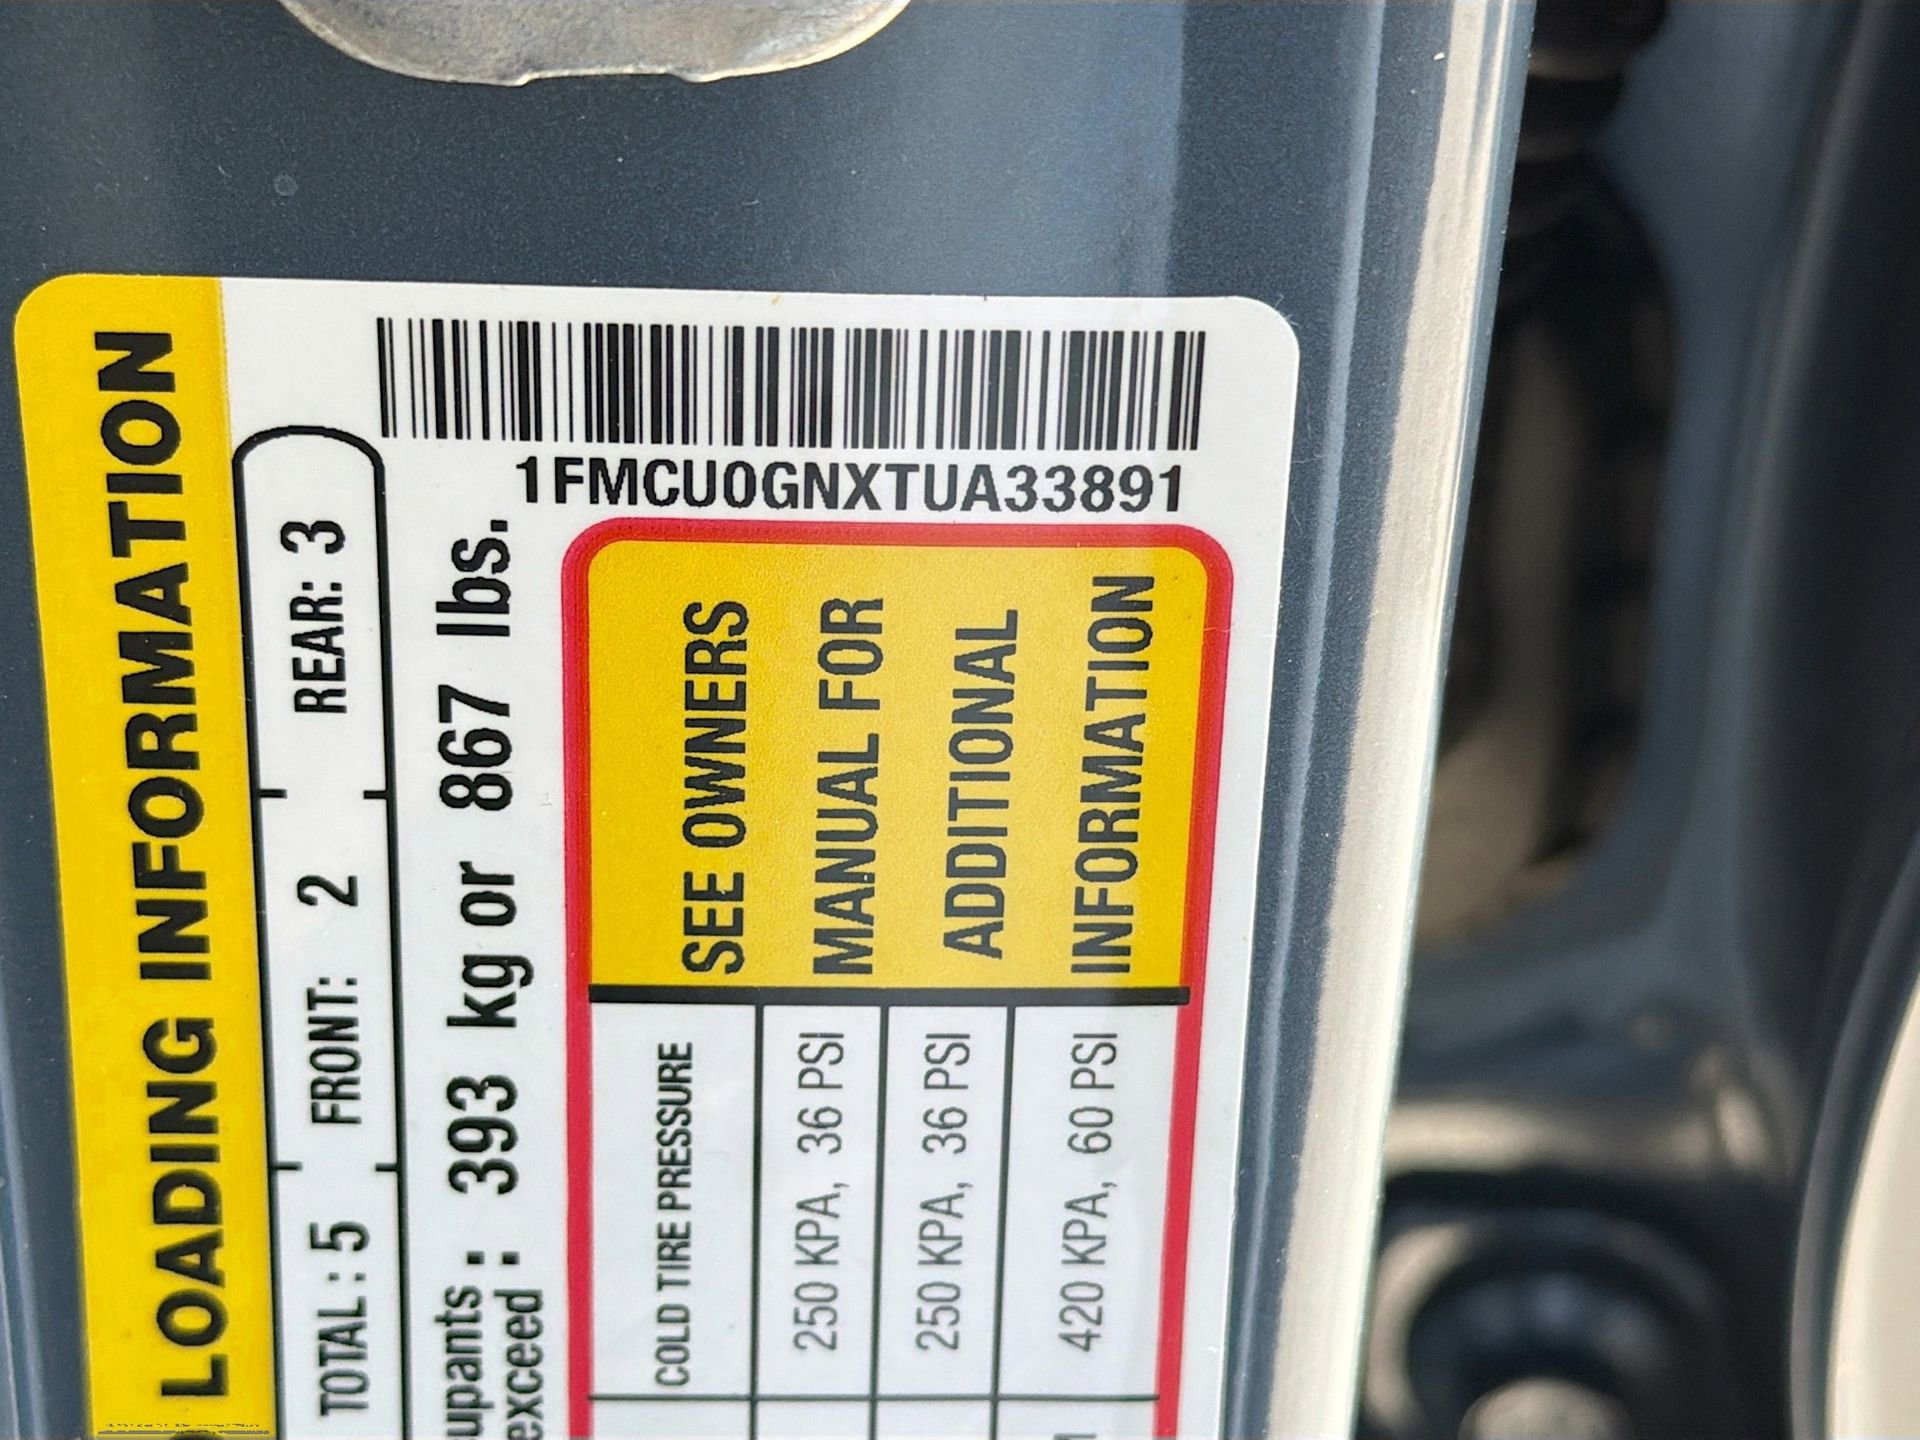 1FMCU0GNXTUA33891
LOADING INFORMATION
TOTAL : 5 FRONT: 2 REAR: 3
upants :
exceed : 393 kg or 867 lbs.
COLD TIRE PRESSURE
250 KPA, 36 PSI
250 KPA, 36 PSI
420 KPA, 60 PSI
SEE OWNERS
MANUAL FOR
ADDITIONAL
INFORMATION